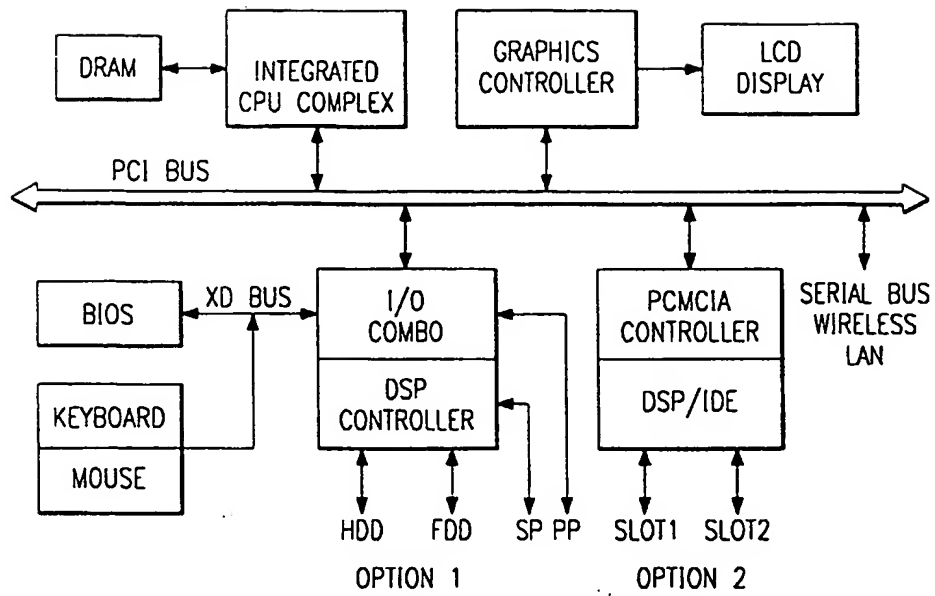 DRAM
INTEGRATED
CPU COMPLEX
GRAPHICS
CONTROLLER
LCD
DISPLAY
PCI BUS
BIOS
XD BUS
I/O
COMBO
PCMCIA
CONTROLLER
SERIAL BUS
WIRELESS
LAN
KEYBOARD
MOUSE
DSP
CONTROLLER
DSP/IDE
HDD
FDD
SP
PP
SLOT1
SLOT2
OPTION 1
OPTION 2